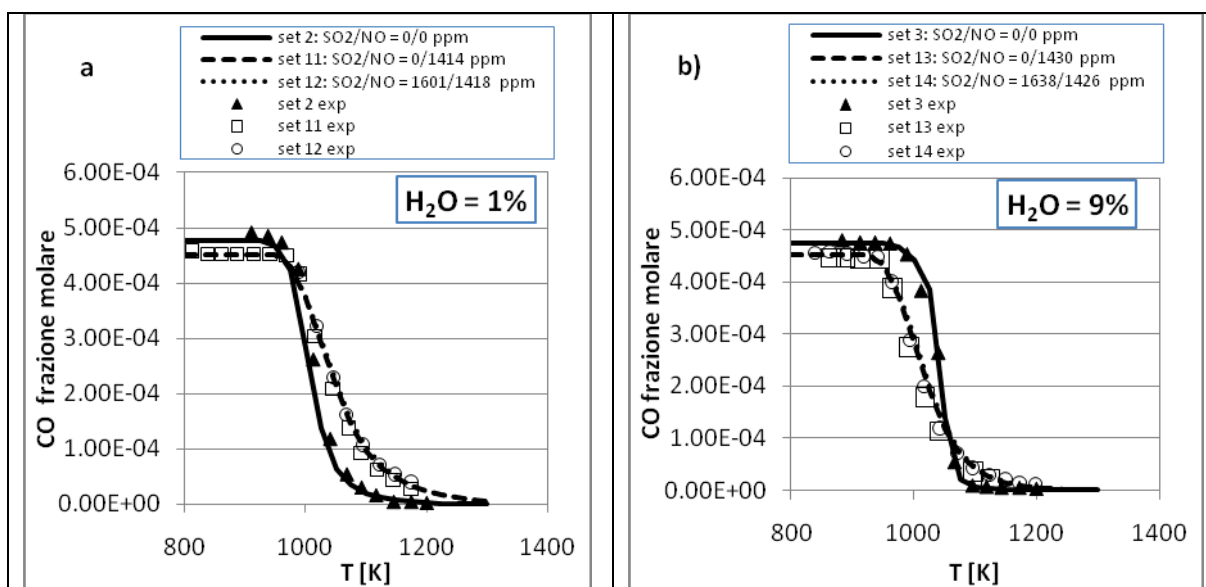 a
set 2: SO2/NO = 0/0 ppm
set 11: SO2/NO = 0/1414 ppm
set 12: SO2/NO = 1601/1418 ppm
set 2 exp
set 11 exp
set 12 exp
H₂O = 1%
CO frazione molare
6.00E-04
5.00E-04
4.00E-04
3.00E-04
2.00E-04
1.00E-04
0.00E+00
800
1000
1200
1400
T [K]
b)
set 3: SO2/NO = 0/0 ppm
set 13: SO2/NO = 0/1430 ppm
set 14: SO2/NO = 1638/1426 ppm
set 3 exp
set 13 exp
set 14 exp
H₂O = 9%
CO frazione molare
6.00E-04
5.00E-04
4.00E-04
3.00E-04
2.00E-04
1.00E-04
0.00E+00
800
1000
1200
1400
T [K]